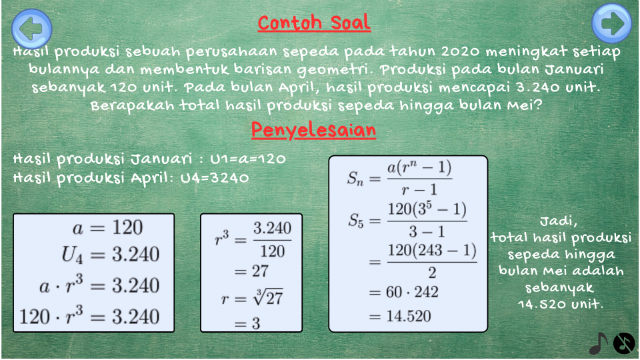 Contoh Soal
Hasil produksi sebuah perusahaan sepeda pada tahun 2020 meningkat setiap
bulannya dan membentuk barisan geometri. Produksi pada bulan Januari
sebanyak 120 unit. Pada bulan April, hasil produksi mencapai 3.240 unit.
Berapakah total hasil produksi sepeda hingga bulan Mei?
Penyelesaian
Hasil produksi Januari : U1=a=120
Hasil produksi April: U4=3240
a = 120
U₄ = 3.240
a · r³ = 3.240
120 · r³ = 3.240
r³ = 3.240/120
= 27
r = ∛27
= 3
Sₙ = a(rⁿ − 1)/(r − 1)
S₅ = 120(3⁵ − 1)/(3 − 1)
= 120(243 − 1)/2
= 60 · 242
= 14.520
Jadi,
total hasil produksi
sepeda hingga
bulan Mei adalah
sebanyak
14.520 unit.